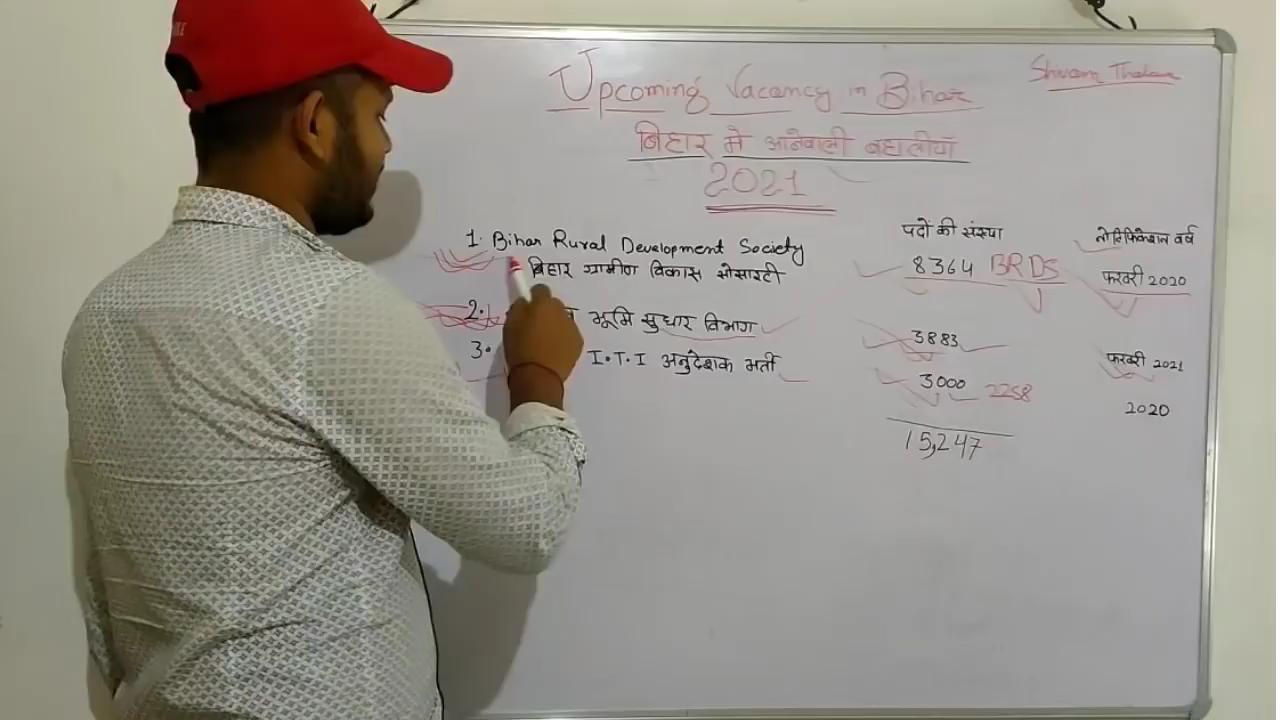 Upcoming Vacancy in Bihar
Shivam Thakur
बिहार मे आनेवाली बहालीयाँ
2021
पदों की संख्या
नोटिफिकेशन वर्ष
1. Bihar Rural Development Society
बिहार ग्रामीण विकास सोसारटी
8364 BRDS
फरवरी 2020
2. भूमि सुधार विभाग
3883
फरवरी 2021
3. I.T.I अनुदेशक भर्ती
3000 2258
2020
15,247